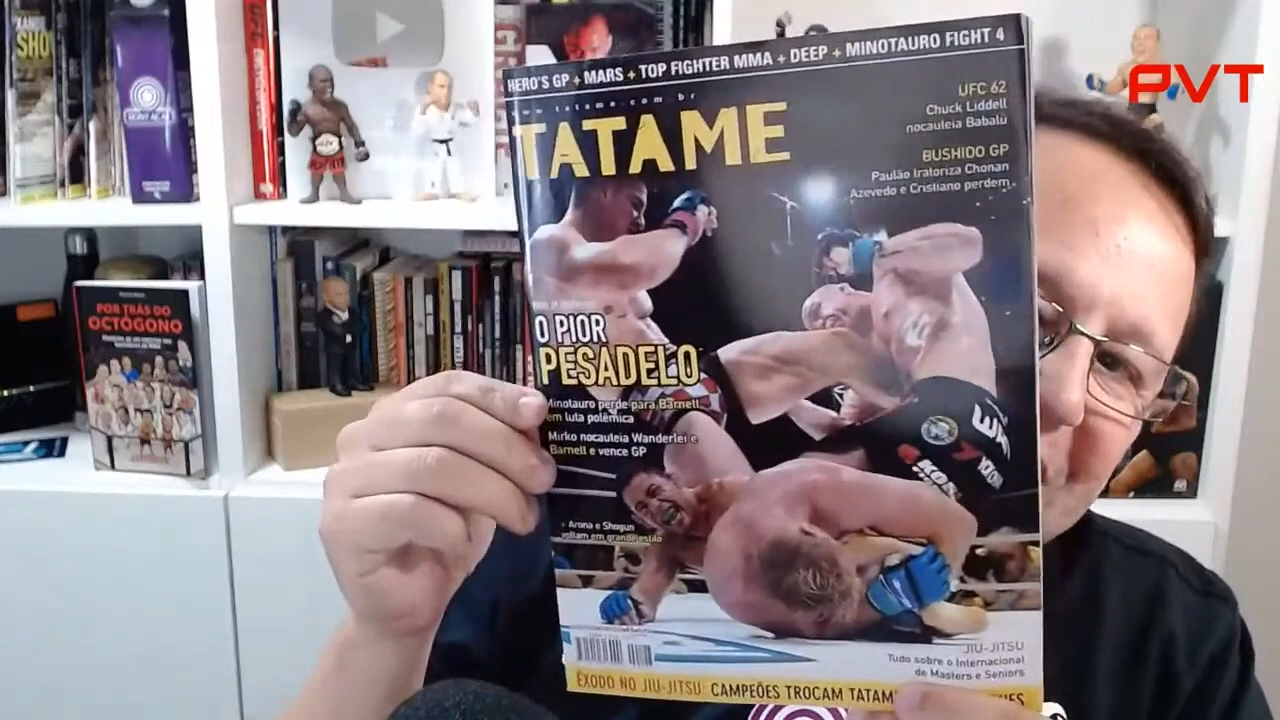 PVT
HERO'S GP + MARS + TOP FIGHTER MMA + DEEP + MINOTAURO FIGHT 4
www.tatame.com.br
TATAME
UFC 62
Chuck Liddell
nocauteia Babalu
BUSHIDO GP
Paulão finaliza Chonan
Azevedo e Cristiano perdem
O PIOR
PESADELO
Minotauro perde para Barnett
em luta polêmica
Mirko nocauteia Wanderlei e
Barnett e vence GP
+ Arona e Shogun
voltam em grande estilo
JIU-JITSU
Tudo sobre o Internacional
de Masters e Seniors
ÊXODO NO JIU-JITSU: CAMPEÕES TROCAM
POR TRÁS DO
OCTÓGONO
SHO